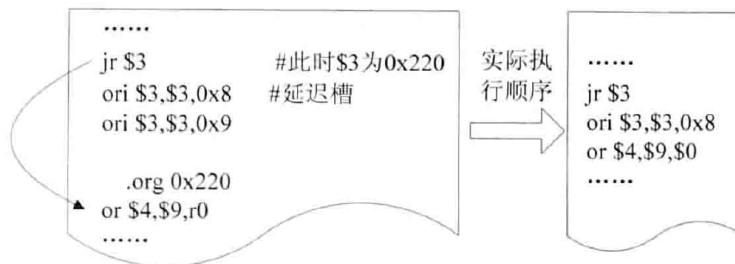 ……
jr $3 #此时$3为0x220
ori $3,$3,0x8 #延迟槽
ori $3,$3,0x9
.org 0x220
or $4,$9,r0
……
实际执
行顺序
……
jr $3
ori $3,$3,0x8
or $4,$9,$0
……